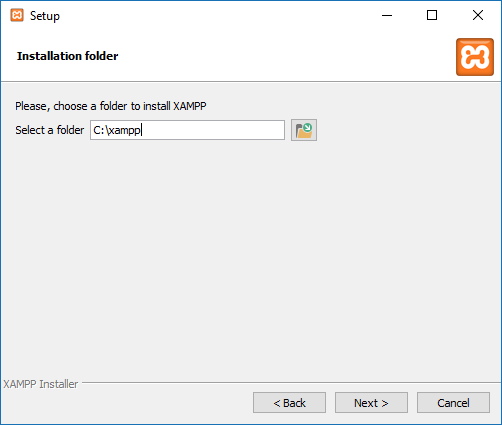 Setup
Installation folder
Please, choose a folder to install XAMPP
Select a folder C:\xampp
XAMPP Installer
< Back Next > Cancel